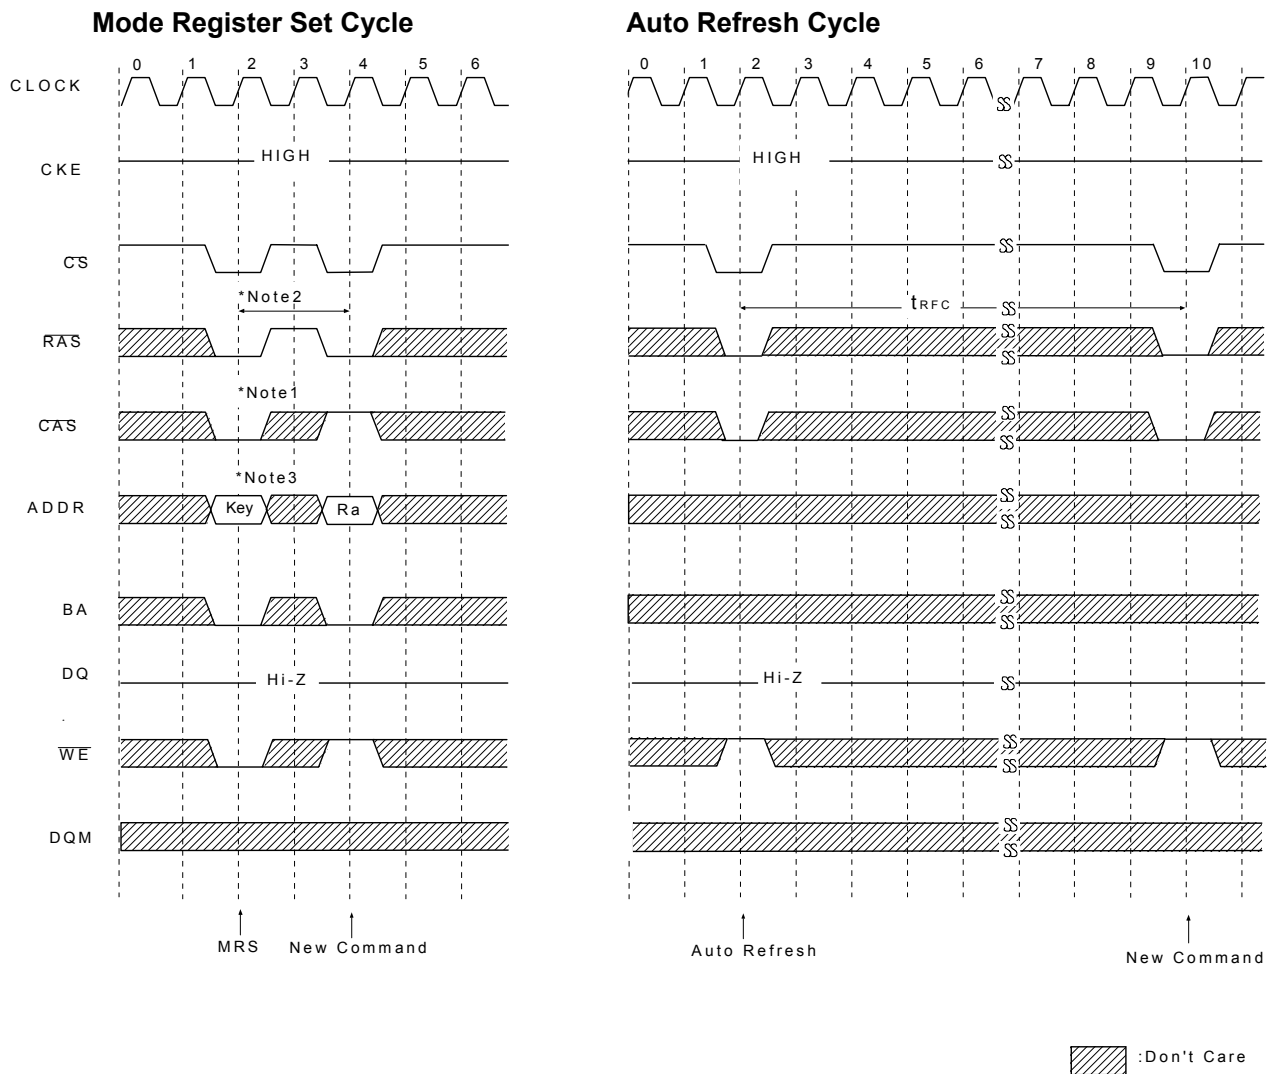 Mode Register Set Cycle
Auto Refresh Cycle
0 1 2 3 4 5 6
0 1 2 3 4 5 6 7 8 9 10
CLOCK
CKE
HIGH
HIGH
CS
*Note2
tRFC
RAS
*Note1
CAS
*Note3
ADDR
Key
Ra
BA
DQ
Hi-Z
Hi-Z
WE
DQM
MRS
New Command
Auto Refresh
New Command
:Don't Care